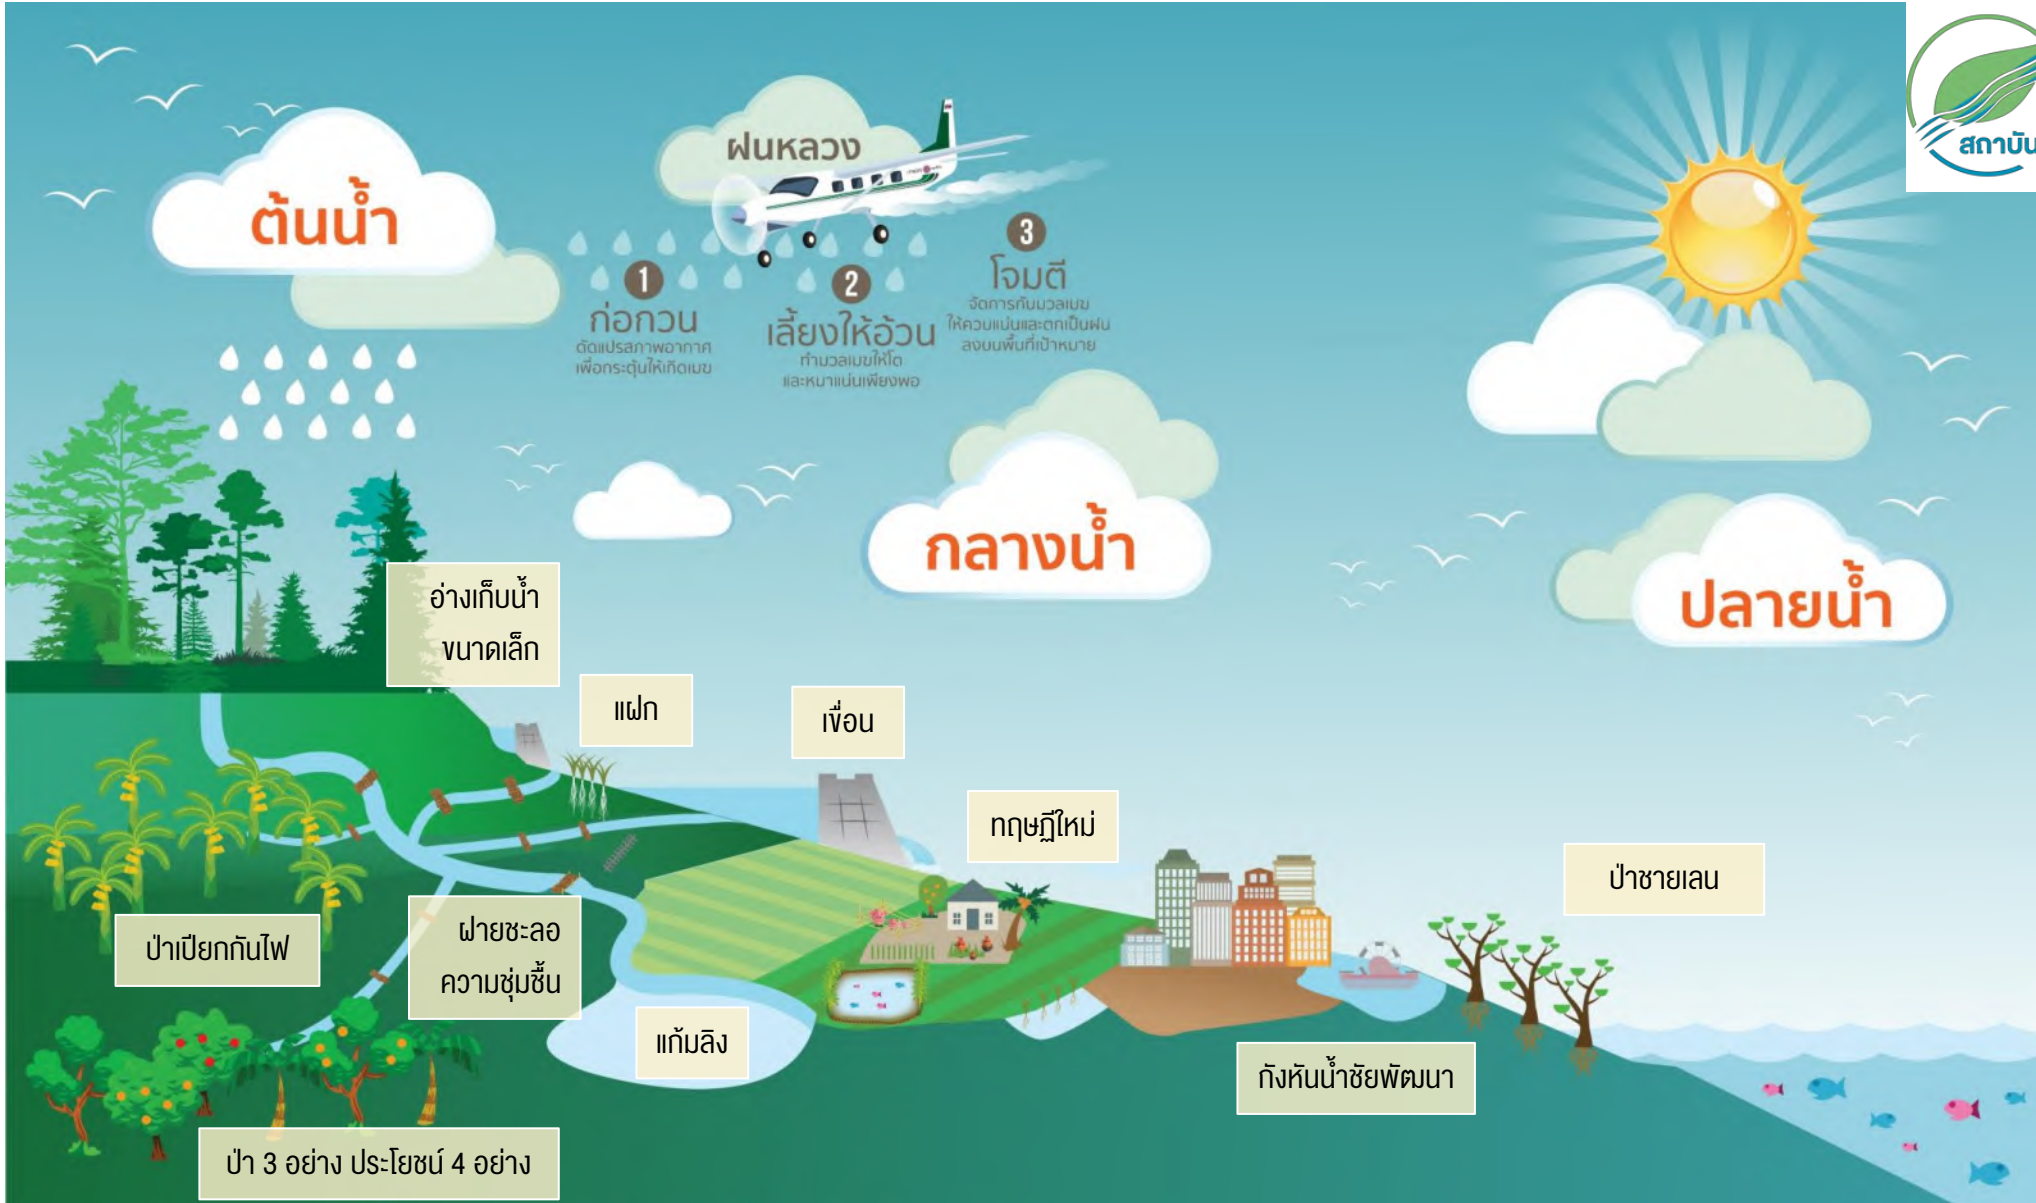 สถาบัน
ต้นน้ำ
ฝนหลวง
1
ก่อกวน
ดัดแปรสภาพอากาศ
เพื่อกระตุ้นให้เกิดเมฆ
2
เลี้ยงให้อ้วน
ทำมวลเมฆให้โต
และหนาแน่นเพียงพอ
3
โจมตี
จัดการกับมวลเมฆ
ให้ควบแน่นและตกเป็นฝน
ลงบนพื้นที่เป้าหมาย
กลางน้ำ
ปลายน้ำ
อ่างเก็บน้ำ
ขนาดเล็ก
แฝก
เขื่อน
ทฤษฎีใหม่
ป่าชายเลน
ป่าเปียกกันไฟ
ฝายชะลอ
ความชุ่มชื้น
แก้มลิง
กังหันน้ำชัยพัฒนา
ป่า 3 อย่าง ประโยชน์ 4 อย่าง